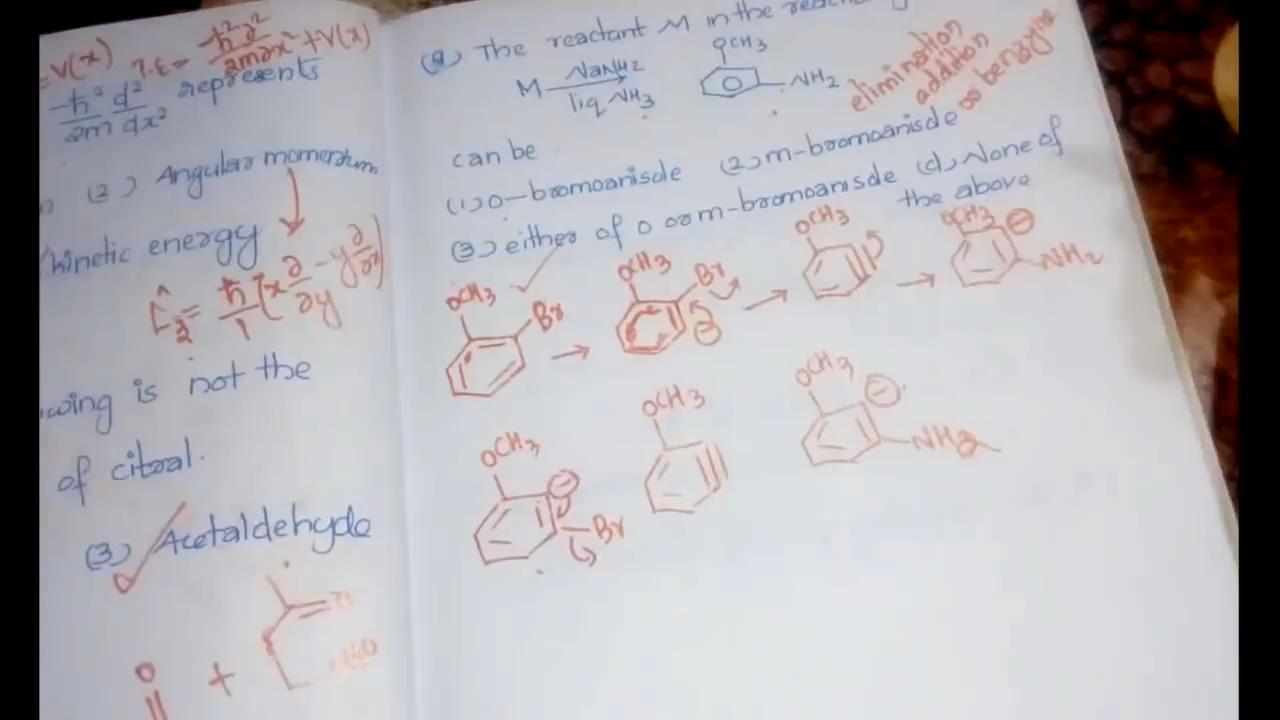 =V(x) T.E = ħ²∂²/2m∂x² + V(x)
-ħ²/2m d²/dx² represents
(2) Angular momentum
kinetic energy
L̂z = ħ/i [x ∂/∂y - y ∂/∂x]
wing is not the
of citral.
(3) Acetaldehyde
O
+
(9) The reactant M in the
M NaNH2 liq NH3
OCH3
NH2
elimination
addition
∞ benzyne
can be
(1) o-bromoanisole (2) m-bromoanisole
(3) either of o or m-bromoanisole (d) None of
the above
OCH3 Br
OCH3 Br ⊖
OCH3
OCH3 ⊖ NH2
OCH3 ⊖ Br
OCH3
OCH3 ⊖ NH2